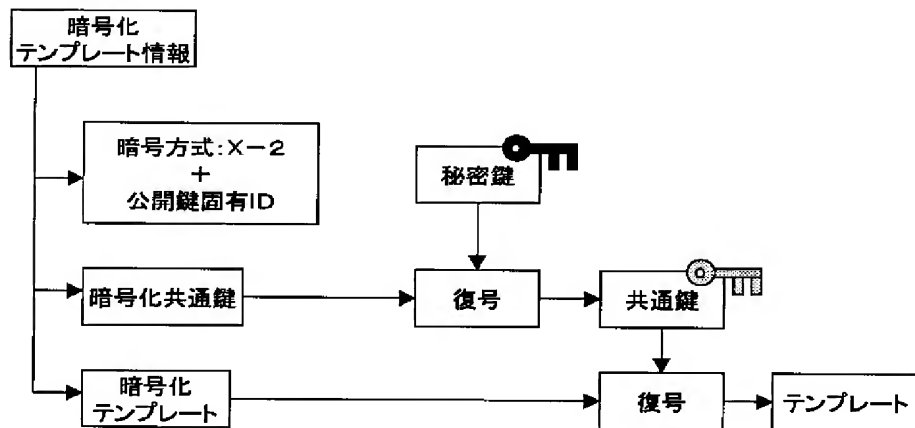 暗号化
テンプレート情報
暗号方式:X－2
+
公開鍵固有ID
秘密鍵
暗号化共通鍵
復号
共通鍵
暗号化
テンプレート
復号
テンプレート